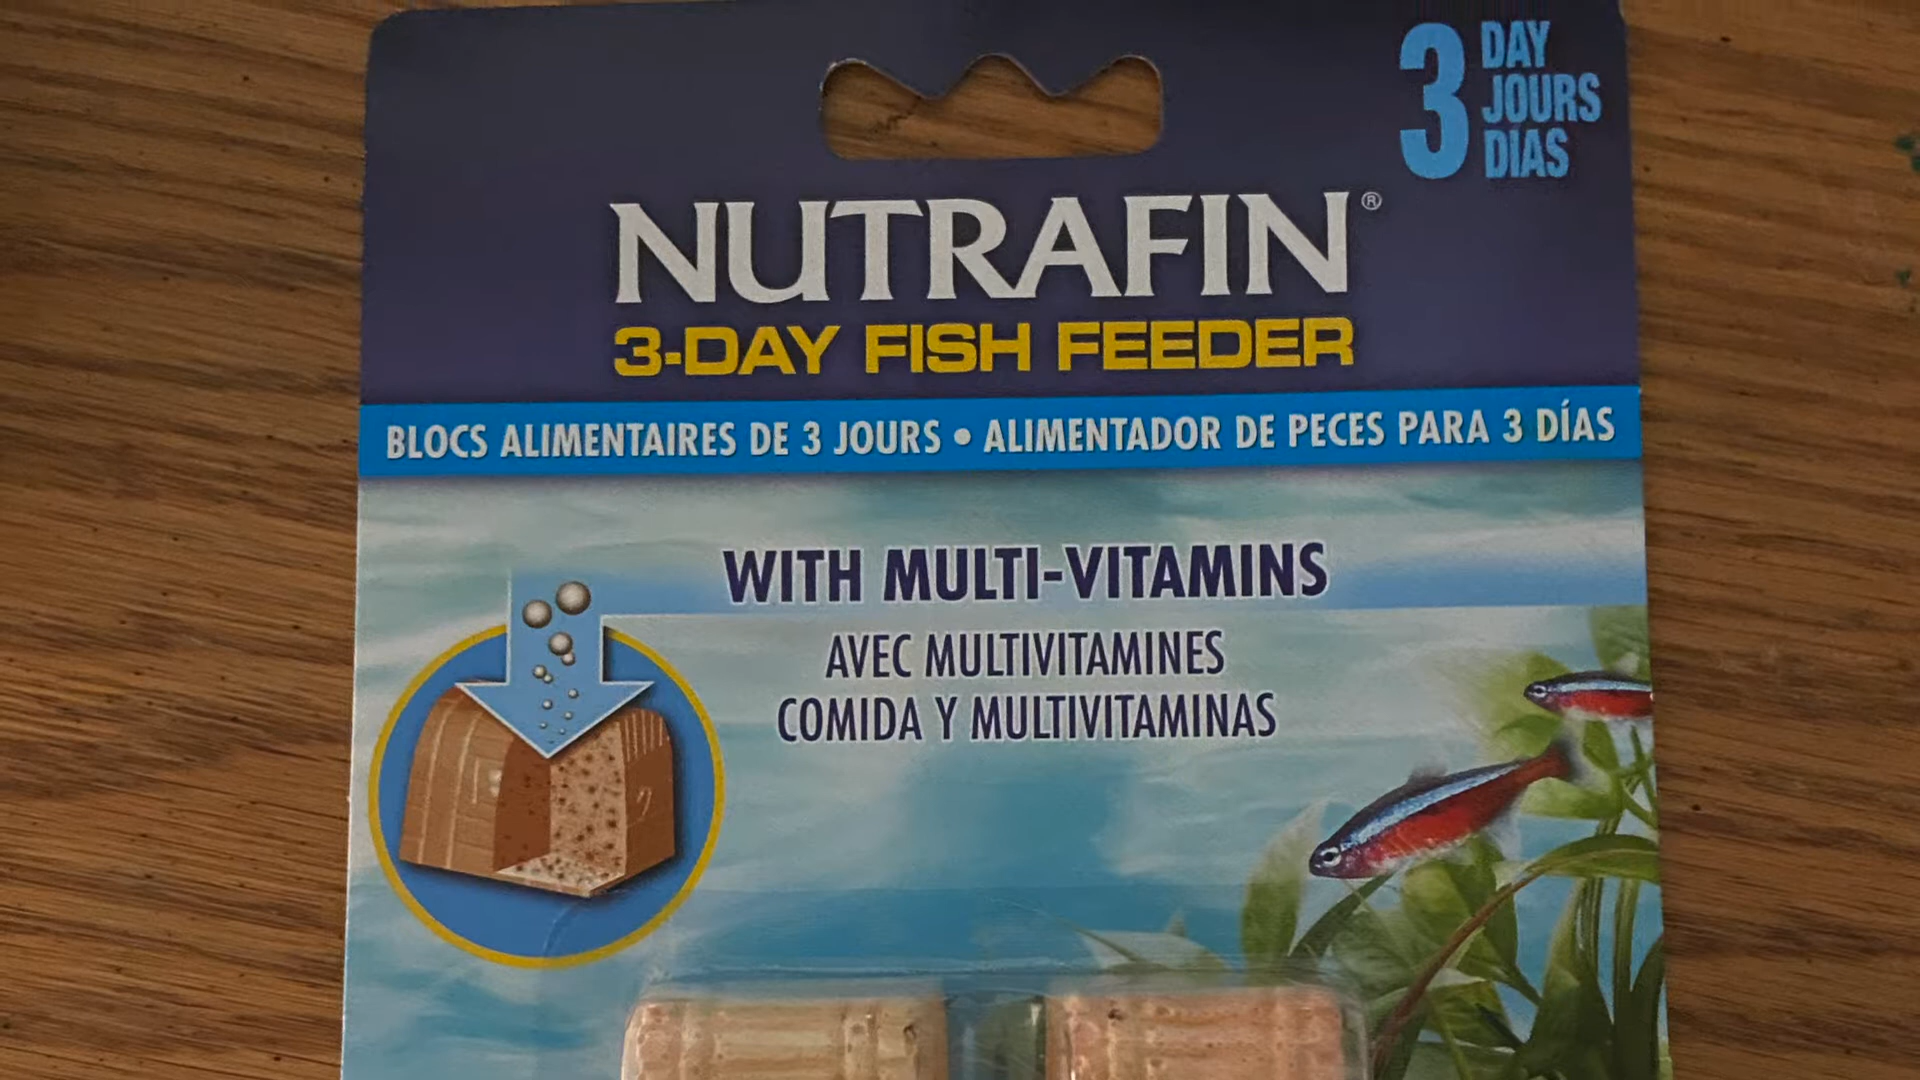 3 DAY
JOURS
DÍAS
NUTRAFIN®
3-DAY FISH FEEDER
BLOCS ALIMENTAIRES DE 3 JOURS • ALIMENTADOR DE PECES PARA 3 DÍAS
WITH MULTI-VITAMINS
AVEC MULTIVITAMINES
COMIDA Y MULTIVITAMINAS